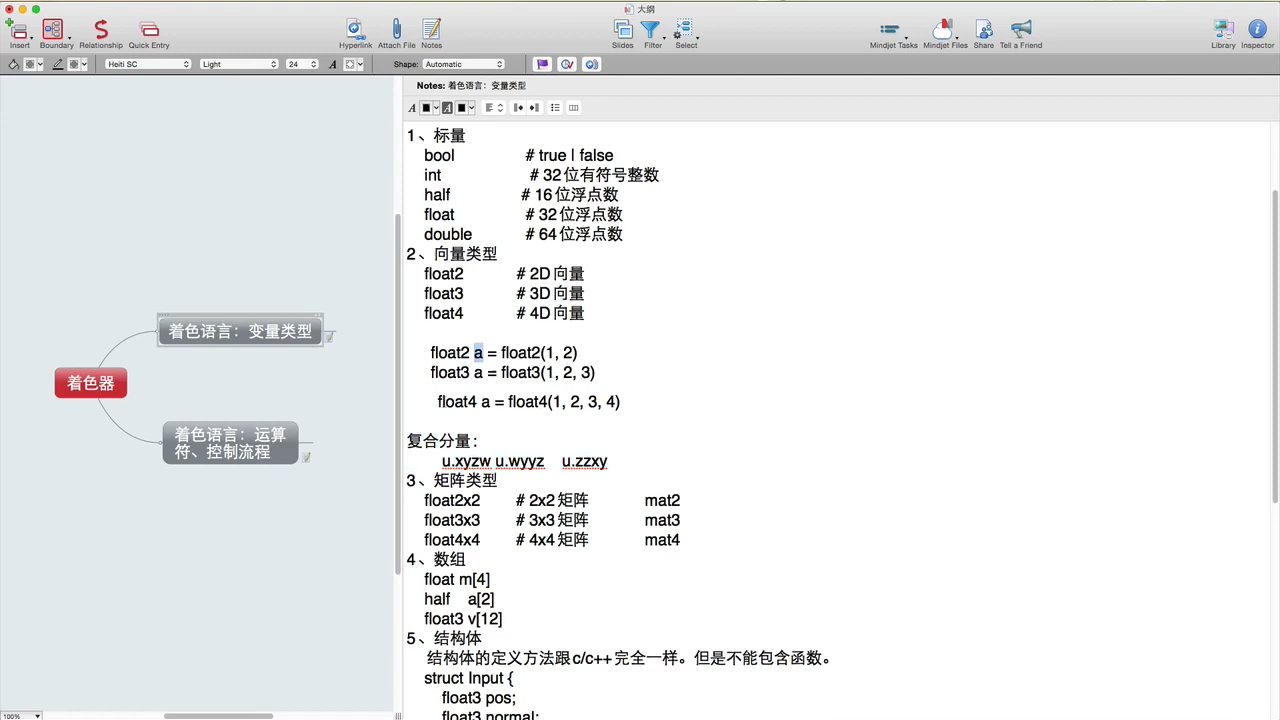 大纲
Insert
Boundary
Relationship
Quick Entry
Hyperlink
Attach File
Notes
Slides
Filter
Select
Mindjet Tasks
Mindjet Files
Share
Tell a Friend
Library
Inspector
Heiti SC
Light
24
Shape: Automatic
Notes: 着色语言：变量类型
着色器
着色语言：变量类型
着色语言：运算
符、控制流程
1、标量
bool # true | false
int # 32位有符号整数
half # 16位浮点数
float # 32位浮点数
double # 64位浮点数
2、向量类型
float2 # 2D向量
float3 # 3D向量
float4 # 4D向量
float2 a = float2(1, 2)
float3 a = float3(1, 2, 3)
float4 a = float4(1, 2, 3, 4)
复合分量：
u.xyzw u.wyyz u.zzxy
3、矩阵类型
float2x2 # 2x2矩阵 mat2
float3x3 # 3x3矩阵 mat3
float4x4 # 4x4矩阵 mat4
4、数组
float m[4]
half a[2]
float3 v[12]
5、结构体
结构体的定义方法跟c/c++完全一样。但是不能包含函数。
struct Input {
float3 pos;
float3 normal;
100%